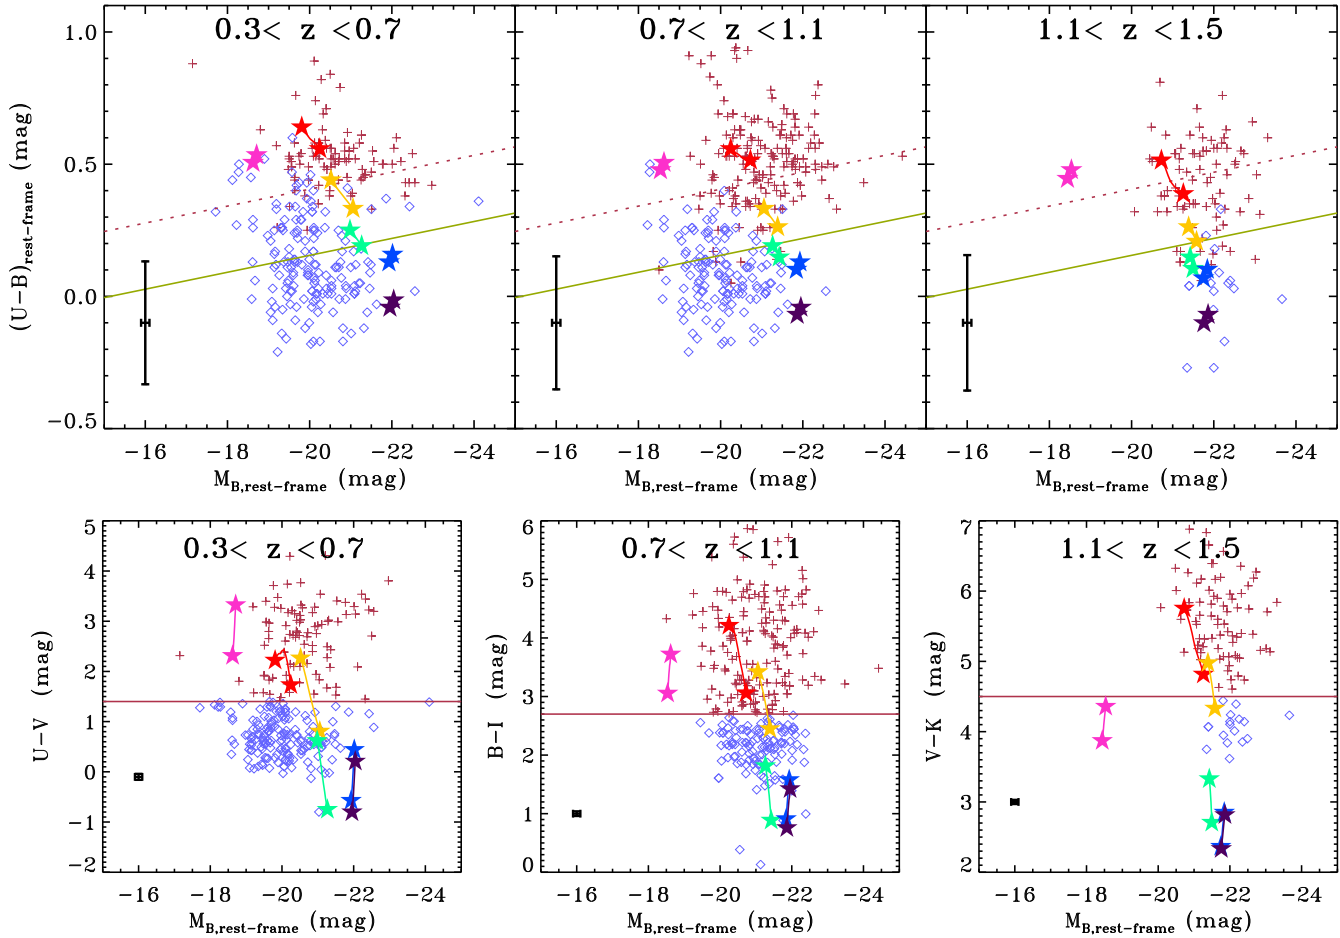 0.3< z <0.7
0.7< z <1.1
1.1< z <1.5
(U−B)rest−frame (mag)
1.0
0.5
0.0
−0.5
−16 −18 −20 −22 −24
−16 −18 −20 −22 −24
−16 −18 −20 −22 −24
MB,rest−frame (mag)
MB,rest−frame (mag)
MB,rest−frame (mag)
0.3< z <0.7
U−V (mag)
5
4
3
2
1
0
−1
−2
−16 −18 −20 −22 −24
MB,rest−frame (mag)
0.7< z <1.1
B−I (mag)
6
5
4
3
2
1
0
−16 −18 −20 −22 −24
MB,rest−frame (mag)
1.1< z <1.5
V−K (mag)
7
6
5
4
3
2
−16 −18 −20 −22 −24
MB,rest−frame (mag)